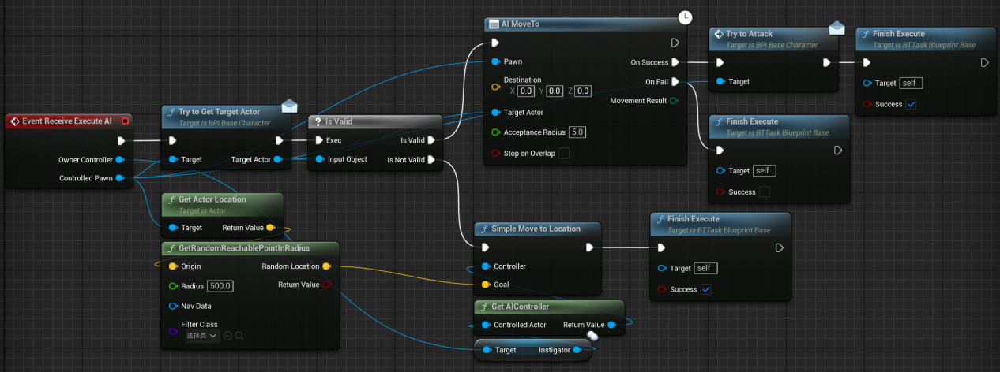 Event Receive Execute AI
Owner Controller
Controlled Pawn
Try to Get Target Actor
Target is BPI Base Character
Target
Target Actor
? Is Valid
Exec
Is Valid
Input Object
Is Not Valid
AI MoveTo
Pawn
On Success
Destination
X 0.0 Y 0.0 Z 0.0
On Fail
Movement Result
Target Actor
Acceptance Radius 5.0
Stop on Overlap
Try to Attack
Target is BPI Base Character
Target
Finish Execute
Target is BTTask Blueprint Base
Target self
Success
Finish Execute
Target is BTTask Blueprint Base
Target self
Success
Get Actor Location
Target is Actor
Target
Return Value
GetRandomReachablePointInRadius
Origin
Random Location
Radius 500.0
Return Value
Nav Data
Filter Class
选择类
Simple Move to Location
Controller
Goal
Finish Execute
Target is BTTask Blueprint Base
Target self
Success
Get AIController
Controlled Actor
Return Value
Target
Instigator